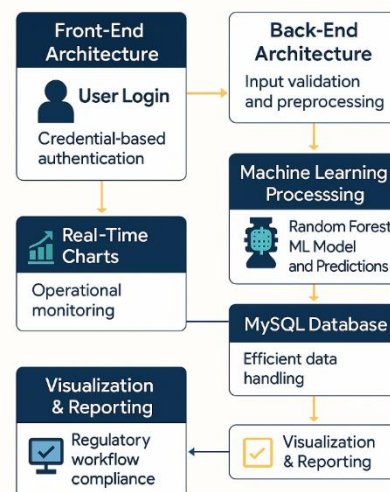 Front-End
Architecture
User Login
Credential-based
authentication
Back-End
Architecture
Input validation
and preprocessing
Machine Learning
Processsing
Random Forest
ML Model
and Predictions
Real-Time
Charts
Operational
monitoring
MySQL Database
Efficient data
handling
Visualization
& Reporting
Regulatory
workflow
compliance
Visualization
& Reporting